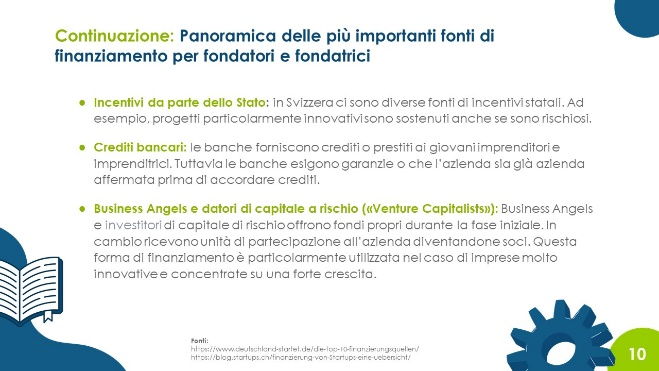 Continuazione: Panoramica delle più importanti fonti di
finanziamento per fondatori e fondatrici
● Incentivi da parte dello Stato: in Svizzera ci sono diverse fonti di incentivi statali. Ad
esempio, progetti particolarmente innovativi sono sostenuti anche se sono rischiosi.
● Crediti bancari: le banche forniscono crediti o prestiti ai giovani imprenditori e
imprenditrici. Tuttavia le banche esigono garanzie o che l’azienda sia già azienda
affermata prima di accordare crediti.
● Business Angels e datori di capitale a rischio («Venture Capitalists»): Business Angels
e investitori di capitale di rischio offrono fondi propri durante la fase iniziale. In
cambio ricevono unità di partecipazione all’azienda diventandone soci. Questa
forma di finanziamento è particolarmente utilizzata nel caso di imprese molto
innovative e concentrate su una forte crescita.
Fonti:
https://www.deutschland-startet.de/die-top-10-finanzierungsquellen/
https://blog.startups.ch/finanzierung-von-Startups-eine-uebersicht/
10